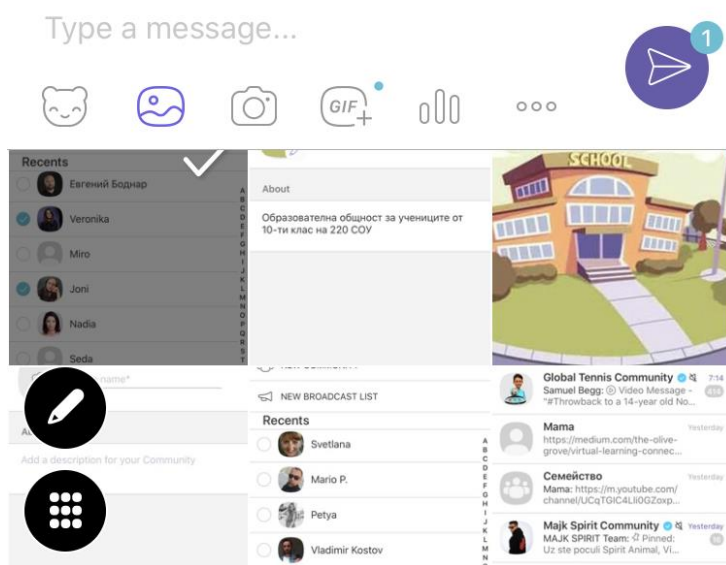 Type a message...
1
GIF
Recents
Евгений Боднар
Veronika
Miro
Joni
Nadia
Seda
A
B
C
D
E
F
G
H
I
J
K
L
M
N
O
P
Q
R
S
T
About
Образователна общност за учениците от
10-ти клас на 220 СОУ
SCHOOL
name*
Add a description for your Community
NEW COMMUNITY
NEW BROADCAST LIST
Recents
Svetlana
Mario P.
Petya
Vladimir Kostov
A
B
C
D
E
F
G
H
I
J
K
L
M
N
Global Tennis Community 7:14
Samuel Begg: Video Message -
"#Throwback to a 14-year old No...
Mama Yesterday
https://medium.com/the-olive-
grove/virtual-learning-connec...
Семейство Yesterday
Mama: https://m.youtube.com/
channel/UCqTGIC4Lli0GZoxp...
Majk Spirit Community Yesterday
MAJK SPIRIT Team: Pinned:
Uz ste poculi Spirit Animal, Vi...